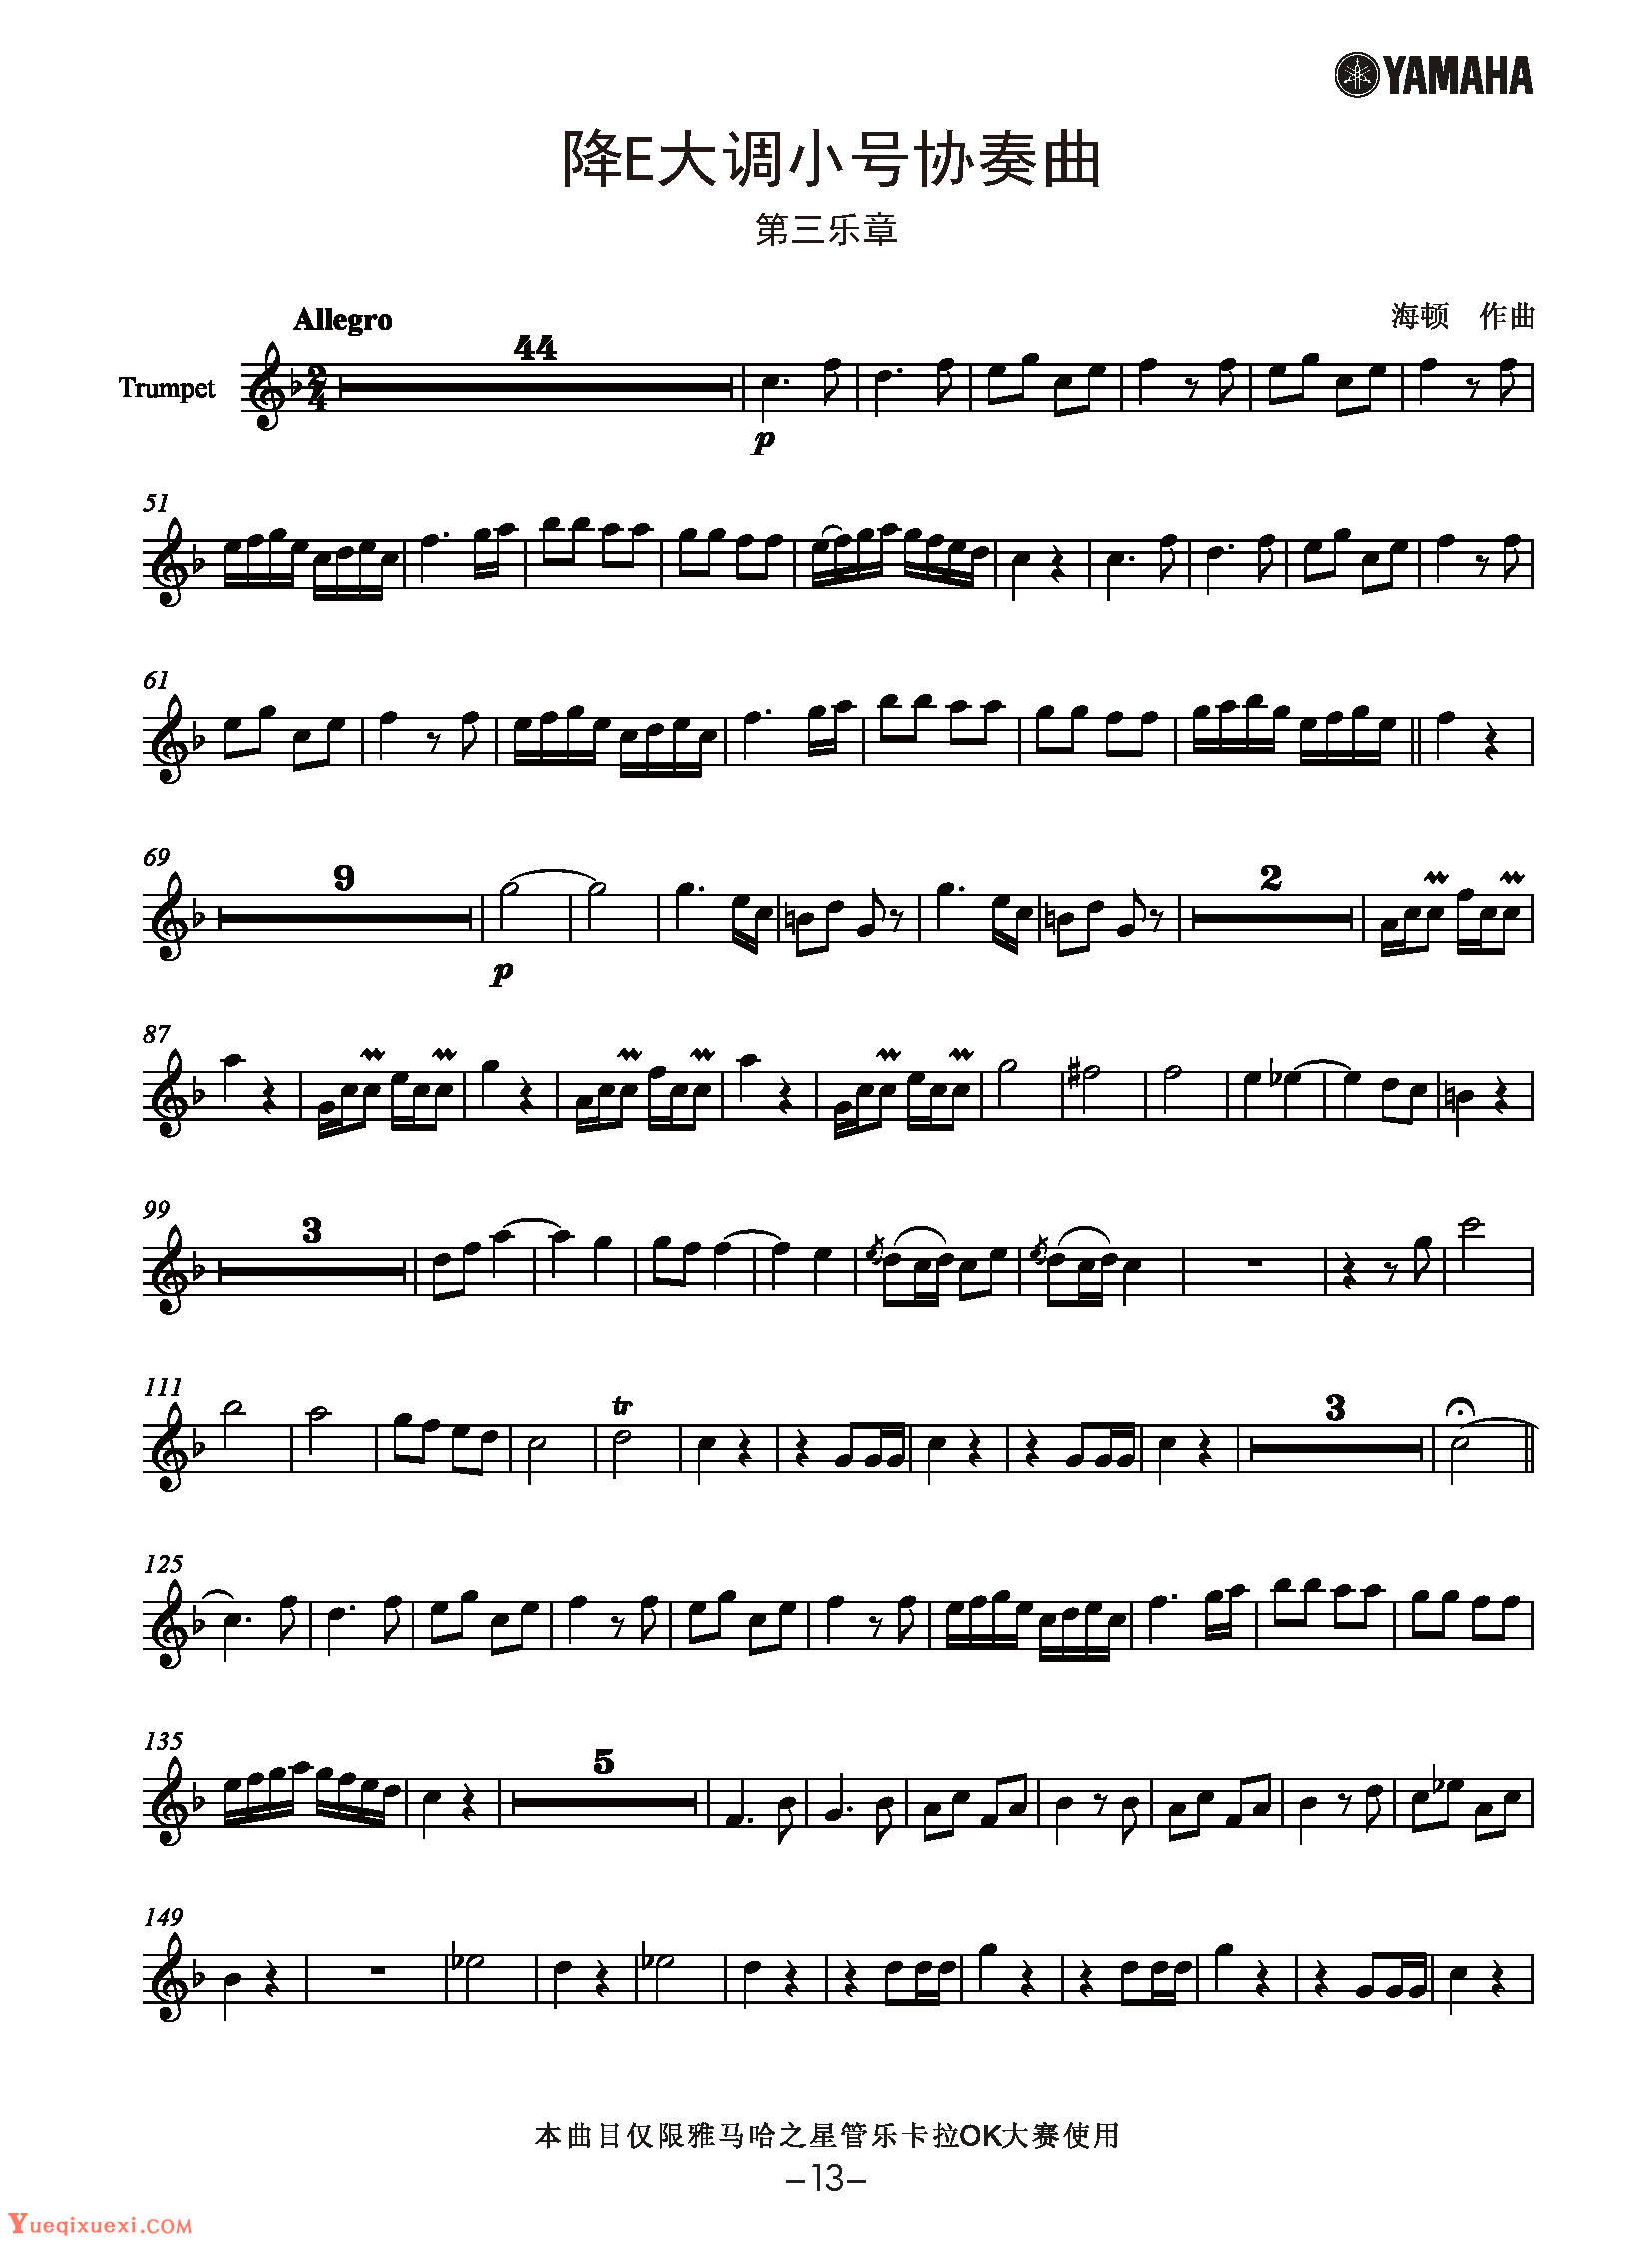 YAMAHA
降E大调小号协奏曲
第三乐章
海顿 作曲
Allegro
44
Trumpet
2
4
p
51
61
69
9
2
p
87
99
3
111
tr
3
125
135
5
149
本曲目仅限雅马哈之星管乐卡拉OK大赛使用
-13-
Yueqixuexi.COM